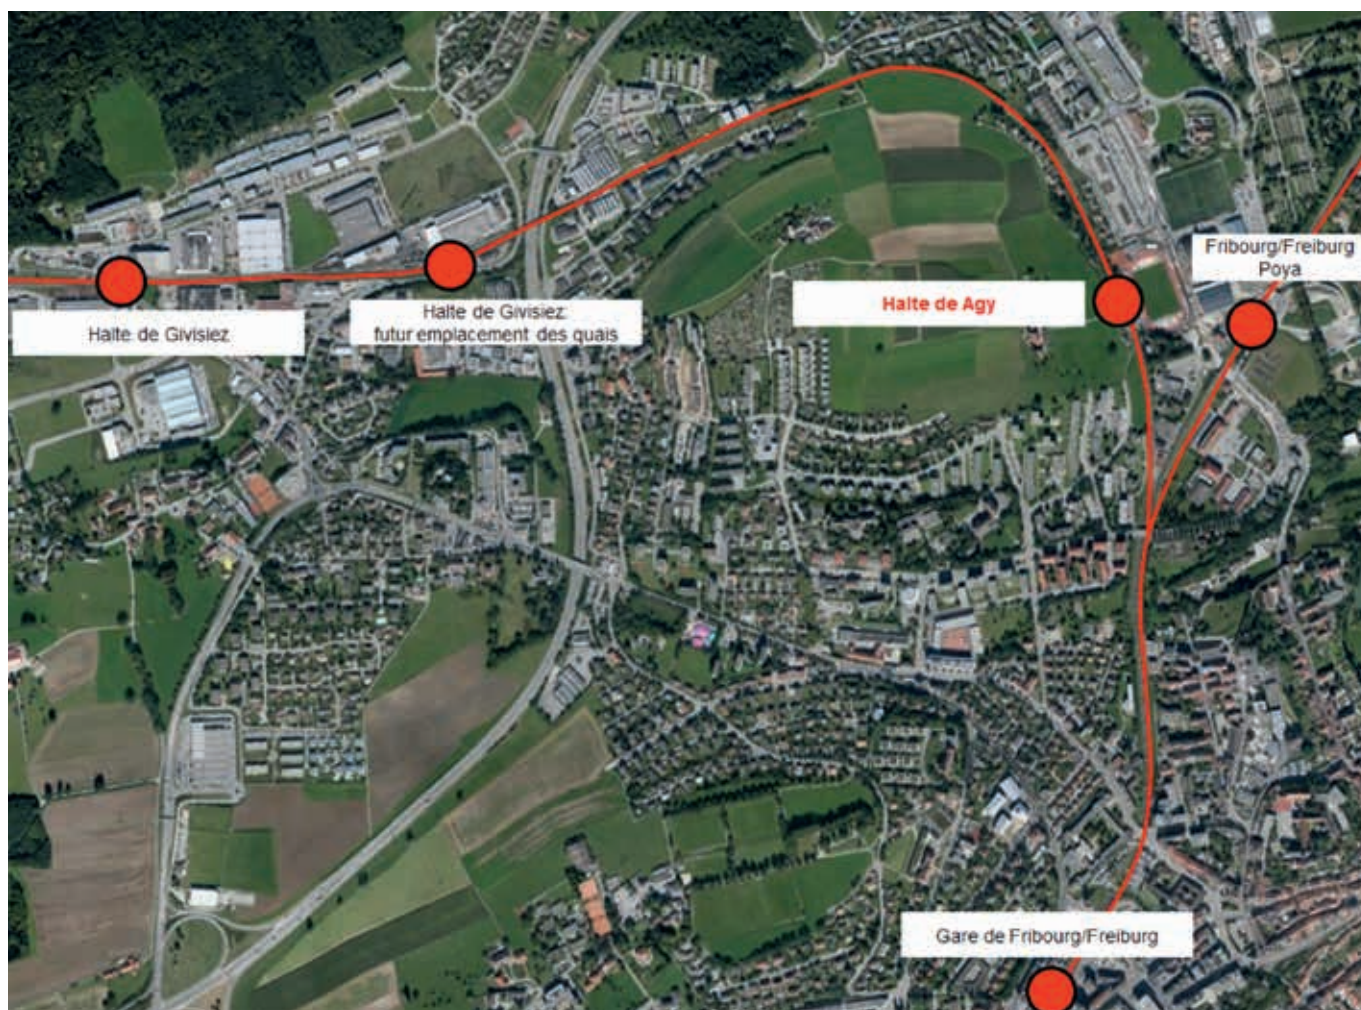 Fribourg/Freiburg
Poya
Halte de Givisiez
Halte de Givisiez:
futur emplacement des quais
Halte de Agy
Gare de Fribourg/Freiburg